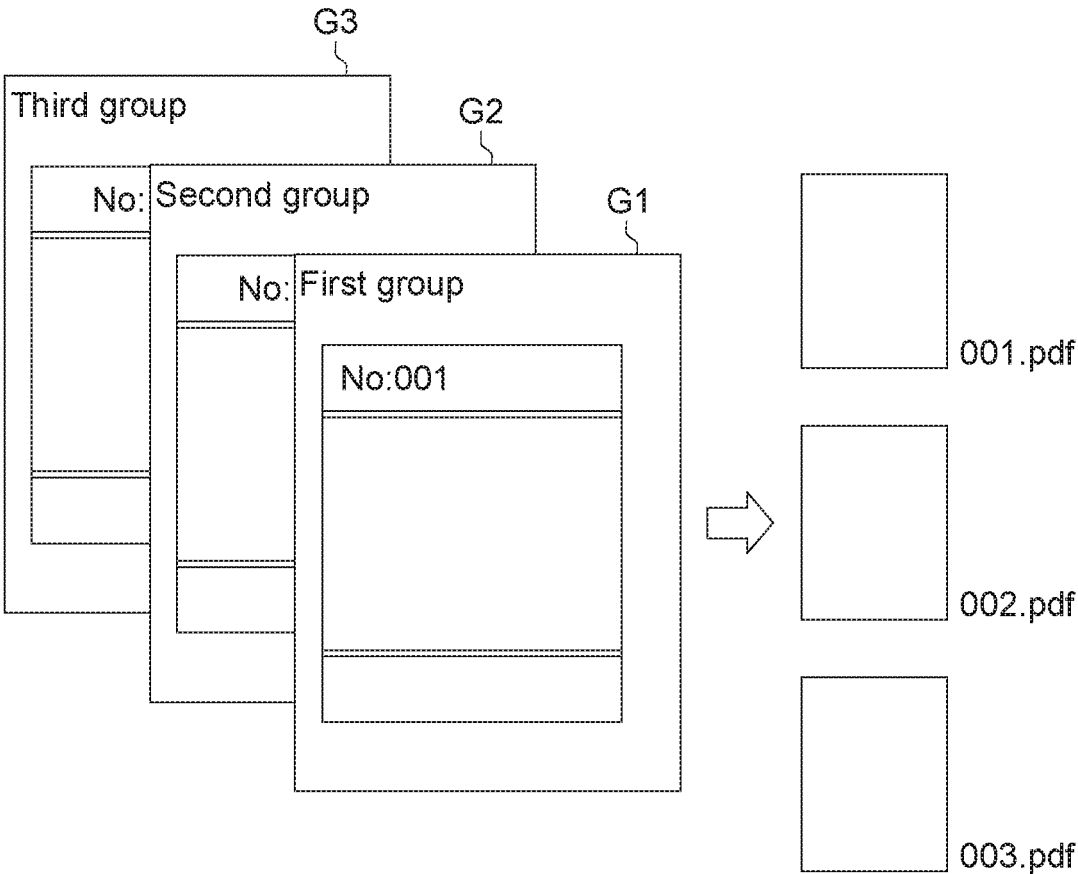 G3
Third group
No:
G2
Second group
No:
G1
First group
No:001
001.pdf
002.pdf
003.pdf